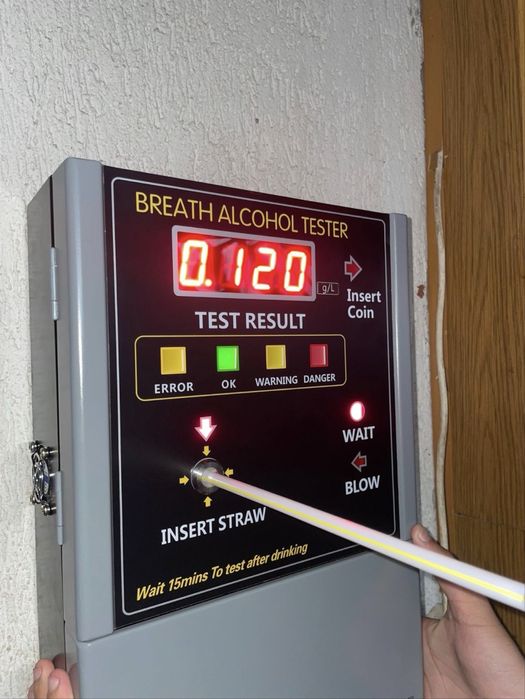 BREATH ALCOHOL TESTER
0.120
g/L
Insert
Coin
TEST RESULT
ERROR
OK
WARNING
DANGER
WAIT
BLOW
INSERT STRAW
Wait 15mins To test after drinking